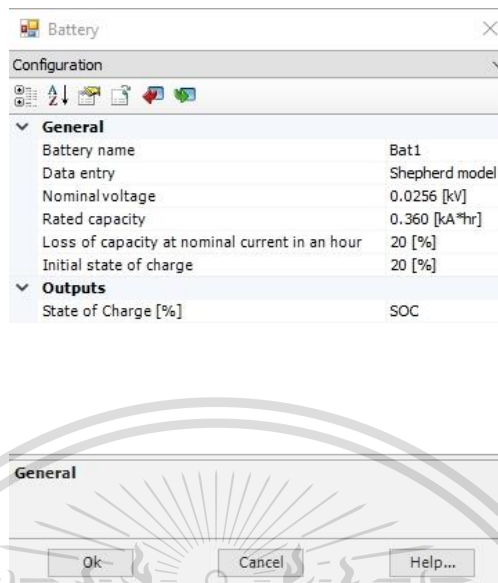 Battery
Configuration
General
Battery name Bat1
Data entry Shepherd model
Nominal voltage 0.0256 [kV]
Rated capacity 0.360 [kA*hr]
Loss of capacity at nominal current in an hour 20 [%]
Initial state of charge 20 [%]
Outputs
State of Charge [%] SOC
General
Ok Cancel Help...